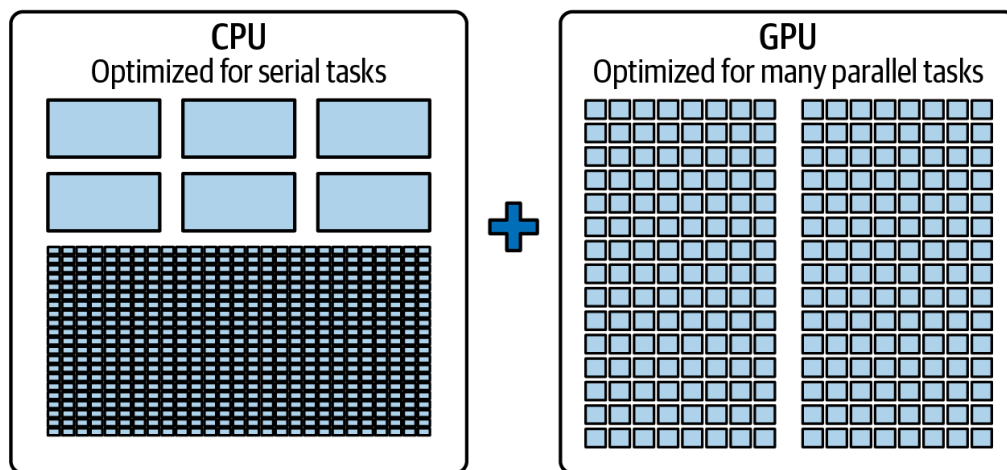 CPU
Optimized for serial tasks
GPU
Optimized for many parallel tasks